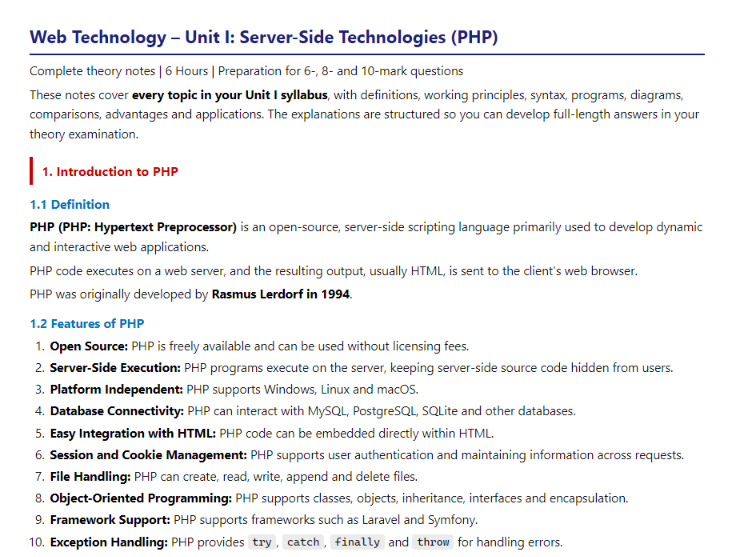 Web Technology – Unit I: Server-Side Technologies (PHP)
Complete theory notes | 6 Hours | Preparation for 6-, 8- and 10-mark questions
These notes cover every topic in your Unit I syllabus, with definitions, working principles, syntax, programs, diagrams,
comparisons, advantages and applications. The explanations are structured so you can develop full-length answers in your
theory examination.
1. Introduction to PHP
1.1 Definition
PHP (PHP: Hypertext Preprocessor) is an open-source, server-side scripting language primarily used to develop dynamic
and interactive web applications.
PHP code executes on a web server, and the resulting output, usually HTML, is sent to the client's web browser.
PHP was originally developed by Rasmus Lerdorf in 1994.
1.2 Features of PHP
1. Open Source: PHP is freely available and can be used without licensing fees.
2. Server-Side Execution: PHP programs execute on the server, keeping server-side source code hidden from users.
3. Platform Independent: PHP supports Windows, Linux and macOS.
4. Database Connectivity: PHP can interact with MySQL, PostgreSQL, SQLite and other databases.
5. Easy Integration with HTML: PHP code can be embedded directly within HTML.
6. Session and Cookie Management: PHP supports user authentication and maintaining information across requests.
7. File Handling: PHP can create, read, write, append and delete files.
8. Object-Oriented Programming: PHP supports classes, objects, inheritance, interfaces and encapsulation.
9. Framework Support: PHP supports frameworks such as Laravel and Symfony.
10. Exception Handling: PHP provides try, catch, finally and throw for handling errors.